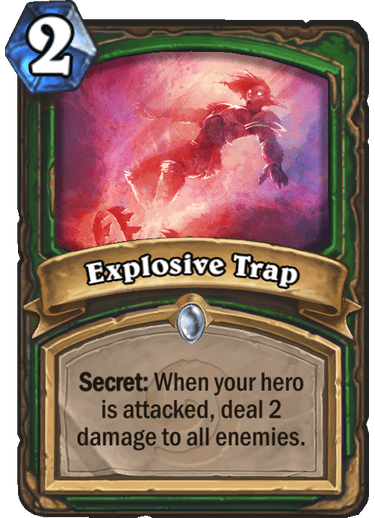 2
Explosive Trap
Secret: When your hero
is attacked, deal 2
damage to all enemies.